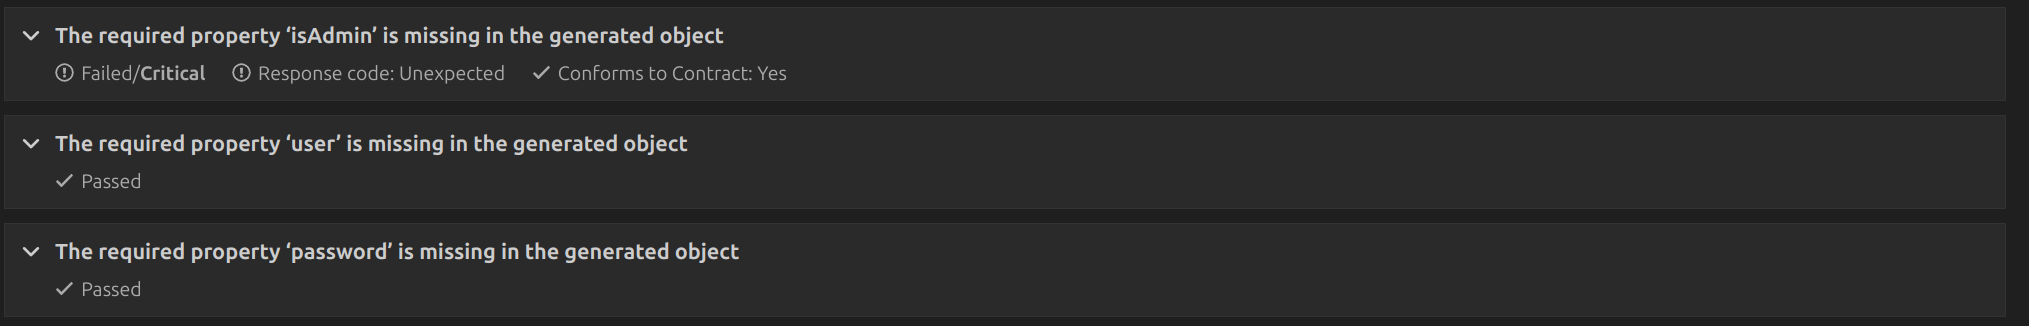 The required property ‘isAdmin’ is missing in the generated object
Failed/Critical Response code: Unexpected Conforms to Contract: Yes
The required property ‘user’ is missing in the generated object
Passed
The required property ‘password’ is missing in the generated object
Passed